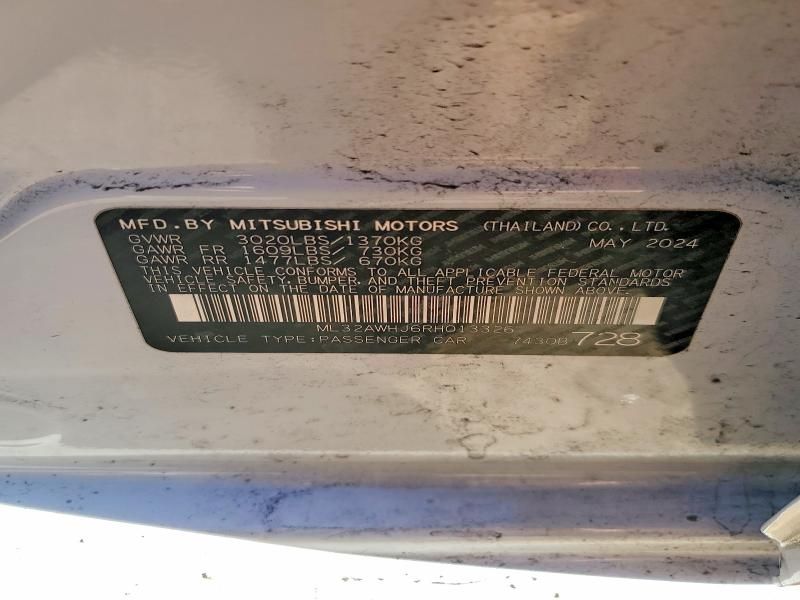 MFD.BY MITSUBISHI MOTORS (THAILAND) CO., LTD.
GVWR 3020LBS/1370KG MAY 2024
GAWR FR 1609LBS/730KG
GAWR RR 1477LBS/670KG
THIS VEHICLE CONFORMS TO ALL APPLICABLE FEDERAL MOTOR
VEHICLE SAFETY, BUMPER, AND THEFT PREVENTION STANDARDS
IN EFFECT ON THE DATE OF MANUFACTURE SHOWN ABOVE.
ML32AWHJ6RH013326
VEHICLE TYPE:PASSENGER CAR 7430B 728